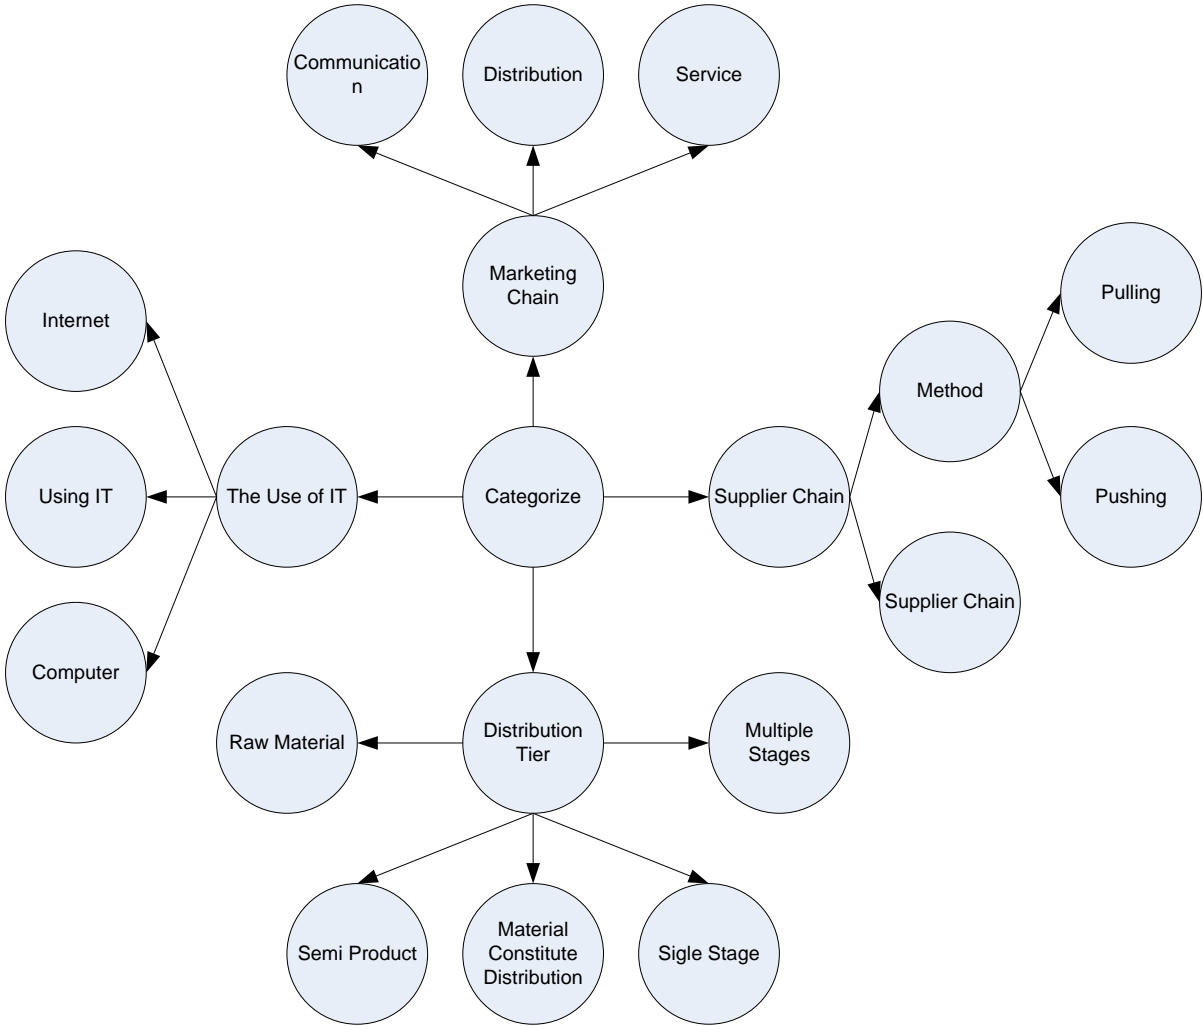 Communicatio
n
Distribution
Service
Marketing
Chain
Internet
Pulling
Method
Using IT
The Use of IT
Categorize
Supplier Chain
Pushing
Supplier Chain
Computer
Raw Material
Distribution
Tier
Multiple
Stages
Semi Product
Material
Constitute
Distribution
Sigle Stage